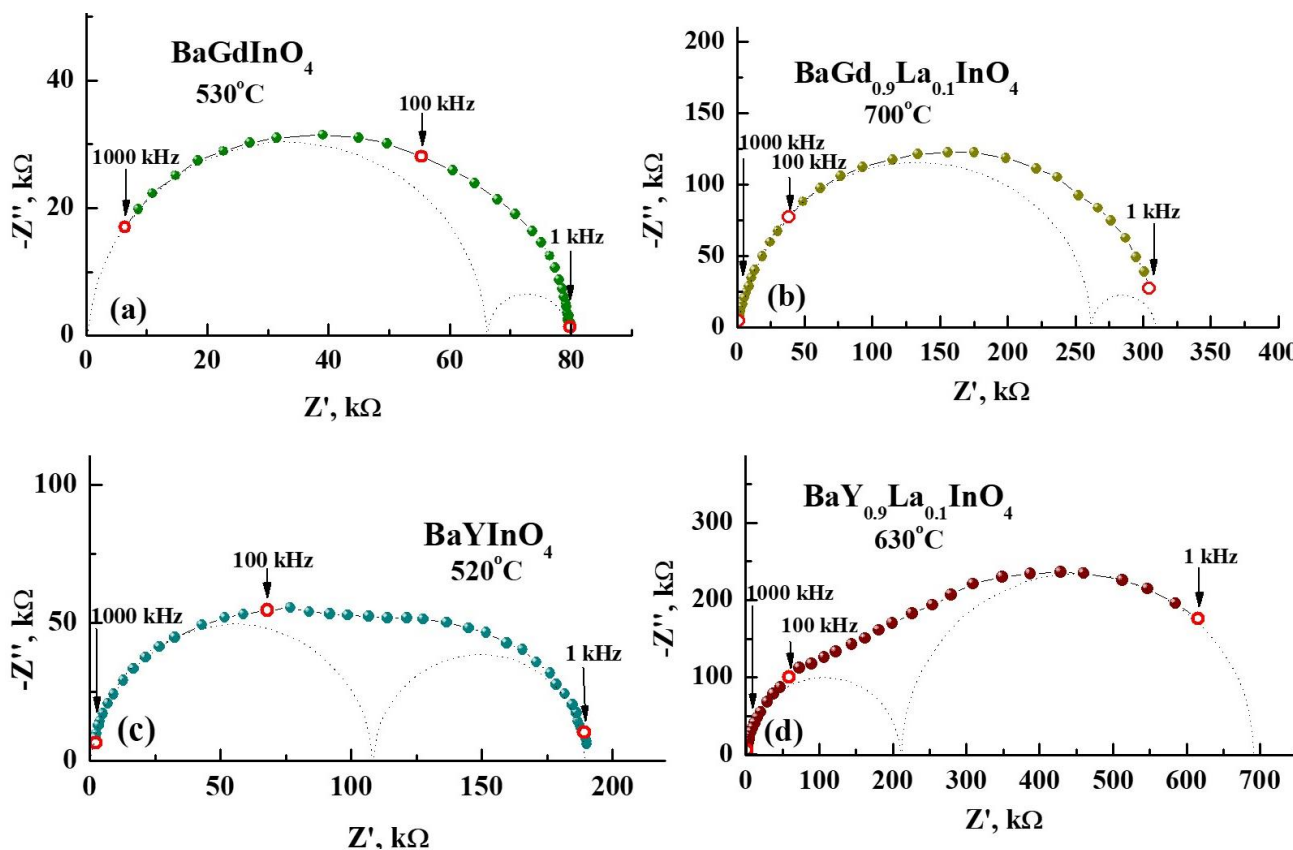 BaGdInO₄
530°C
1000 kHz
100 kHz
1 kHz
(a)
-Z'', kΩ
40
20
0
0 20 40 60 80
Z', kΩ
BaGd₀.₉La₀.₁InO₄
700°C
1000 kHz
100 kHz
1 kHz
(b)
-Z'', kΩ
200
150
100
50
0
0 50 100 150 200 250 300 350 400
Z', kΩ
BaYInO₄
520°C
1000 kHz
100 kHz
1 kHz
(c)
-Z'', kΩ
100
50
0
0 50 100 150 200
Z', kΩ
BaY₀.₉La₀.₁InO₄
630°C
1000 kHz
100 kHz
1 kHz
(d)
-Z'', kΩ
300
200
100
0
0 100 200 300 400 500 600 700
Z', kΩ